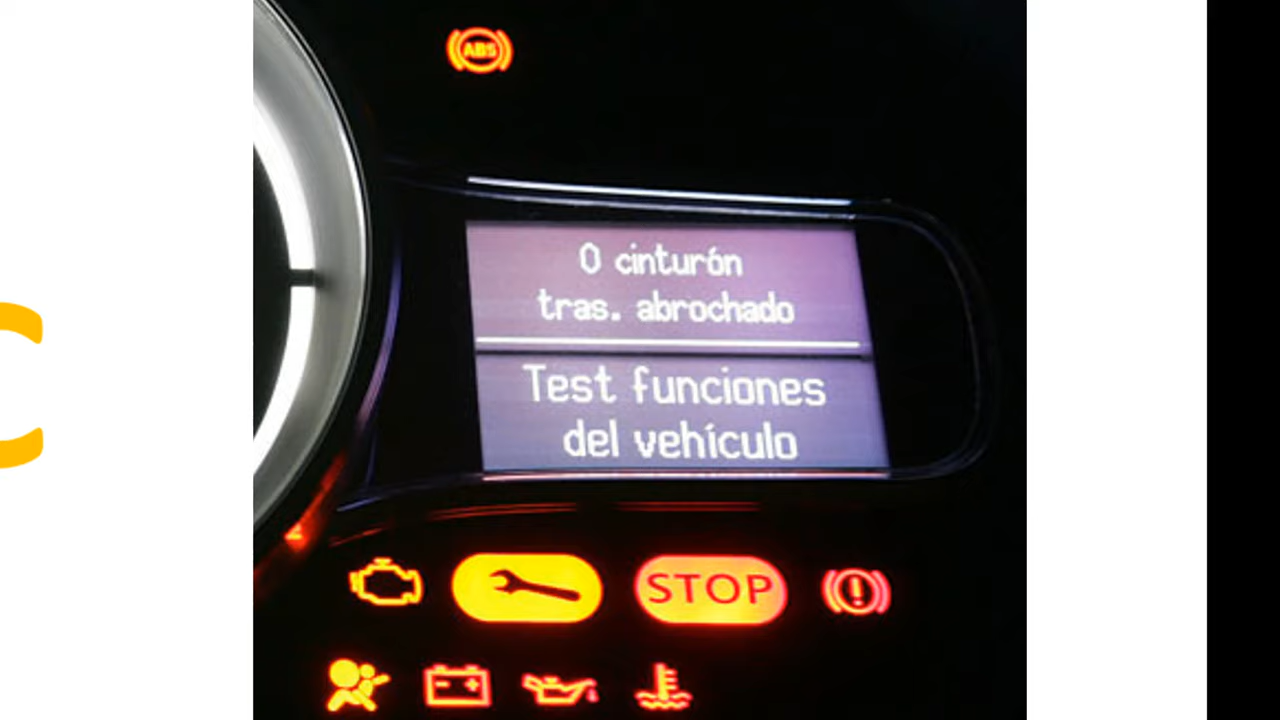 ABS
0 cinturón
tras. abrochado
Test funciones
del vehículo
STOP